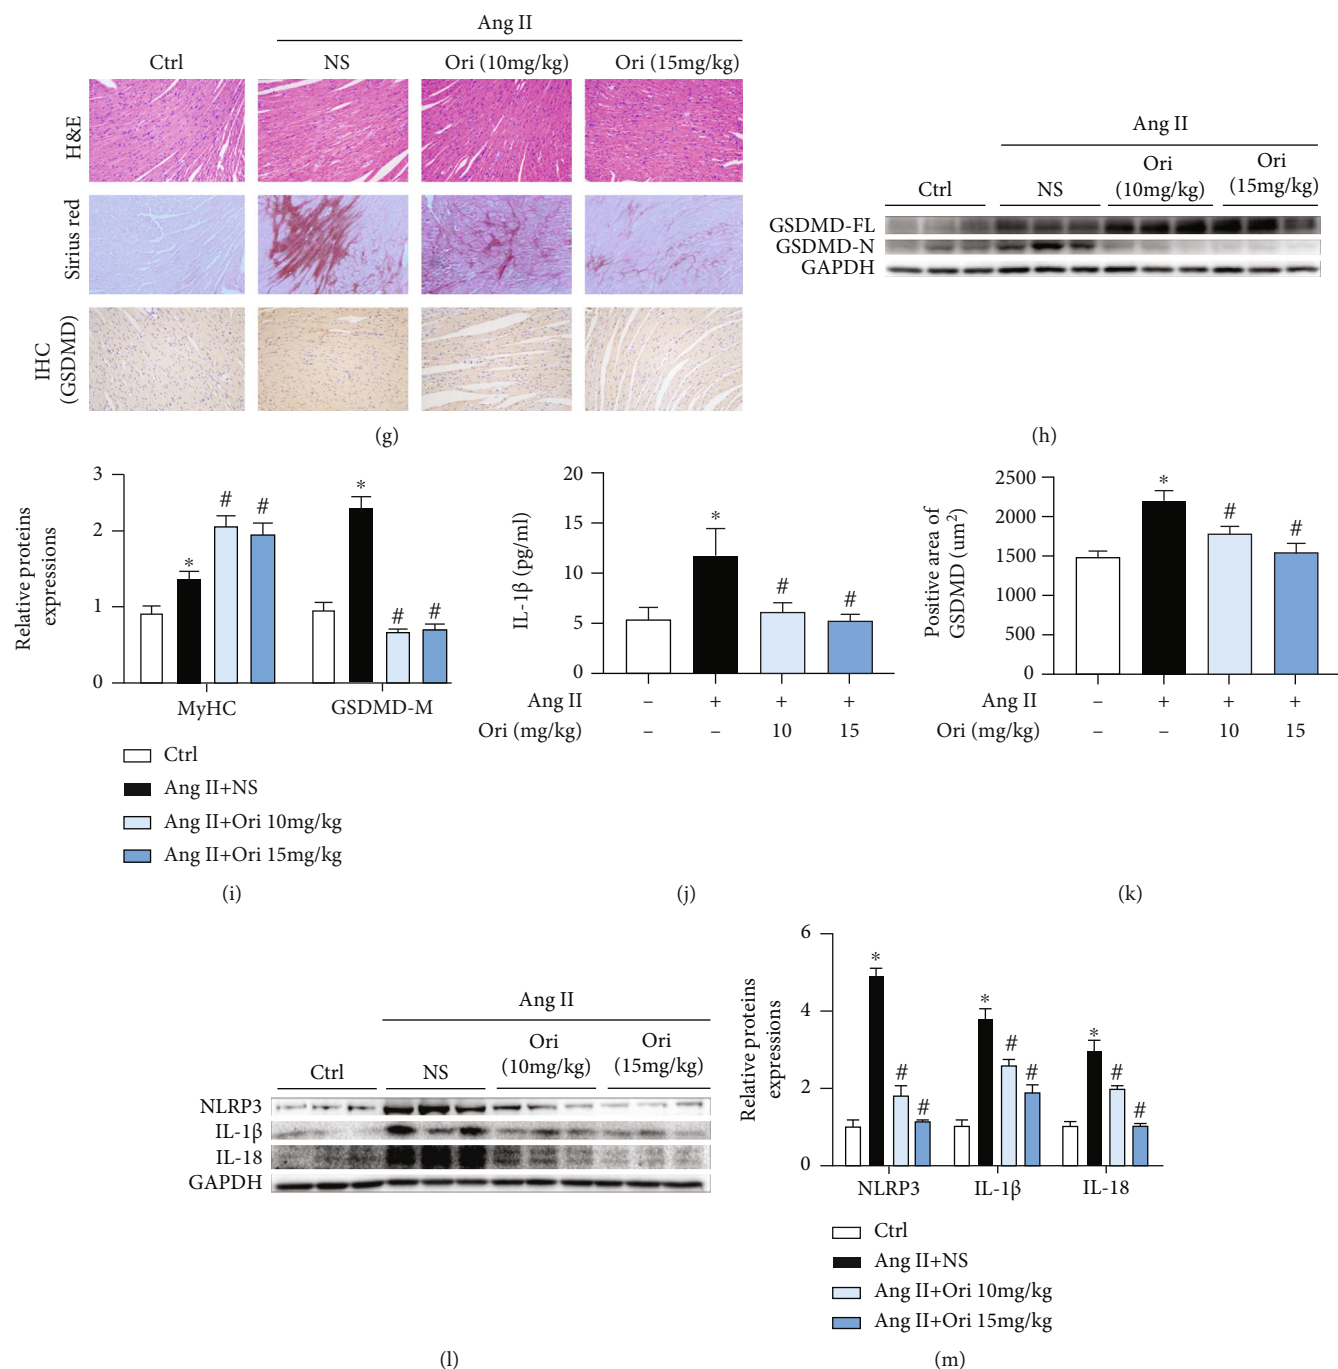 Ang II
Ctrl NS Ori (10mg/kg) Ori (15mg/kg)
H&E
Sirius red
IHC
(GSDMD)
(g)
Ang II
Ctrl NS Ori
(10mg/kg) Ori
(15mg/kg)
GSDMD-FL
GSDMD-N
GAPDH
(h)
Relative proteins
expressions
3
2
1
0
*
#
#
*
#
#
MyHC GSDMD-M
Ctrl
Ang II+NS
Ang II+Ori 10mg/kg
Ang II+Ori 15mg/kg
(i)
IL-1β (pg/ml)
20
15
10
5
0
*
#
#
Ang II – + + +
Ori (mg/kg) – – 10 15
(j)
Positive area of
GSDMD (um²)
2500
2000
1500
1000
500
0
*
#
#
Ang II – + + +
Ori (mg/kg) – – 10 15
(k)
Ang II
Ctrl NS Ori
(10mg/kg) Ori
(15mg/kg)
NLRP3
IL-1β
IL-18
GAPDH
(l)
Relative proteins
expressions
6
4
2
0
*
#
#
*
#
#
*
#
#
NLRP3 IL-1β IL-18
Ctrl
Ang II+NS
Ang II+Ori 10mg/kg
Ang II+Ori 15mg/kg
(m)